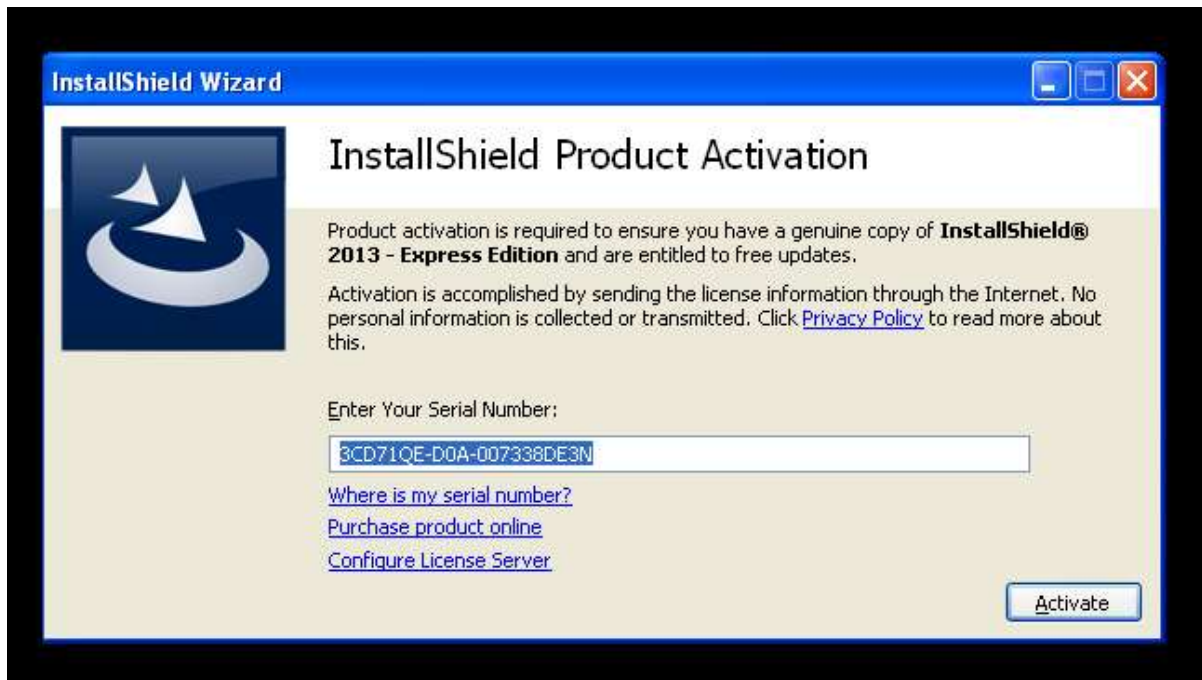 InstallShield Wizard
InstallShield Product Activation
Product activation is required to ensure you have a genuine copy of InstallShield®
2013 - Express Edition and are entitled to free updates.
Activation is accomplished by sending the license information through the Internet. No
personal information is collected or transmitted. Click Privacy Policy to read more about
this.
Enter Your Serial Number:
3CD71QE-D0A-007338DE3N
Where is my serial number?
Purchase product online
Configure License Server
Activate